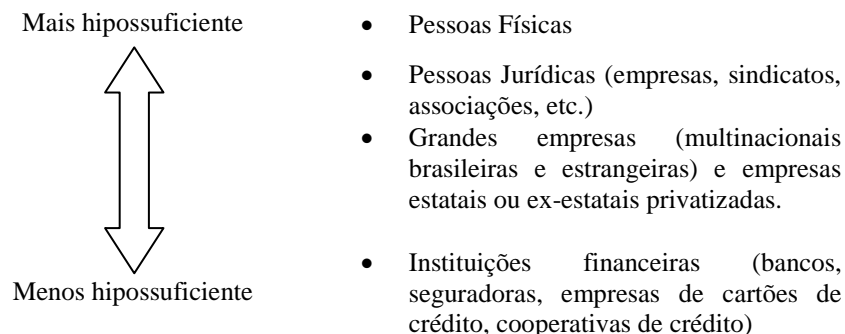 Mais hipossuficiente
Menos hipossuficiente
• Pessoas Físicas
• Pessoas Jurídicas (empresas, sindicatos,
associações, etc.)
• Grandes empresas (multinacionais
brasileiras e estrangeiras) e empresas
estatais ou ex-estatais privatizadas.
• Instituições financeiras (bancos,
seguradoras, empresas de cartões de
crédito, cooperativas de crédito)